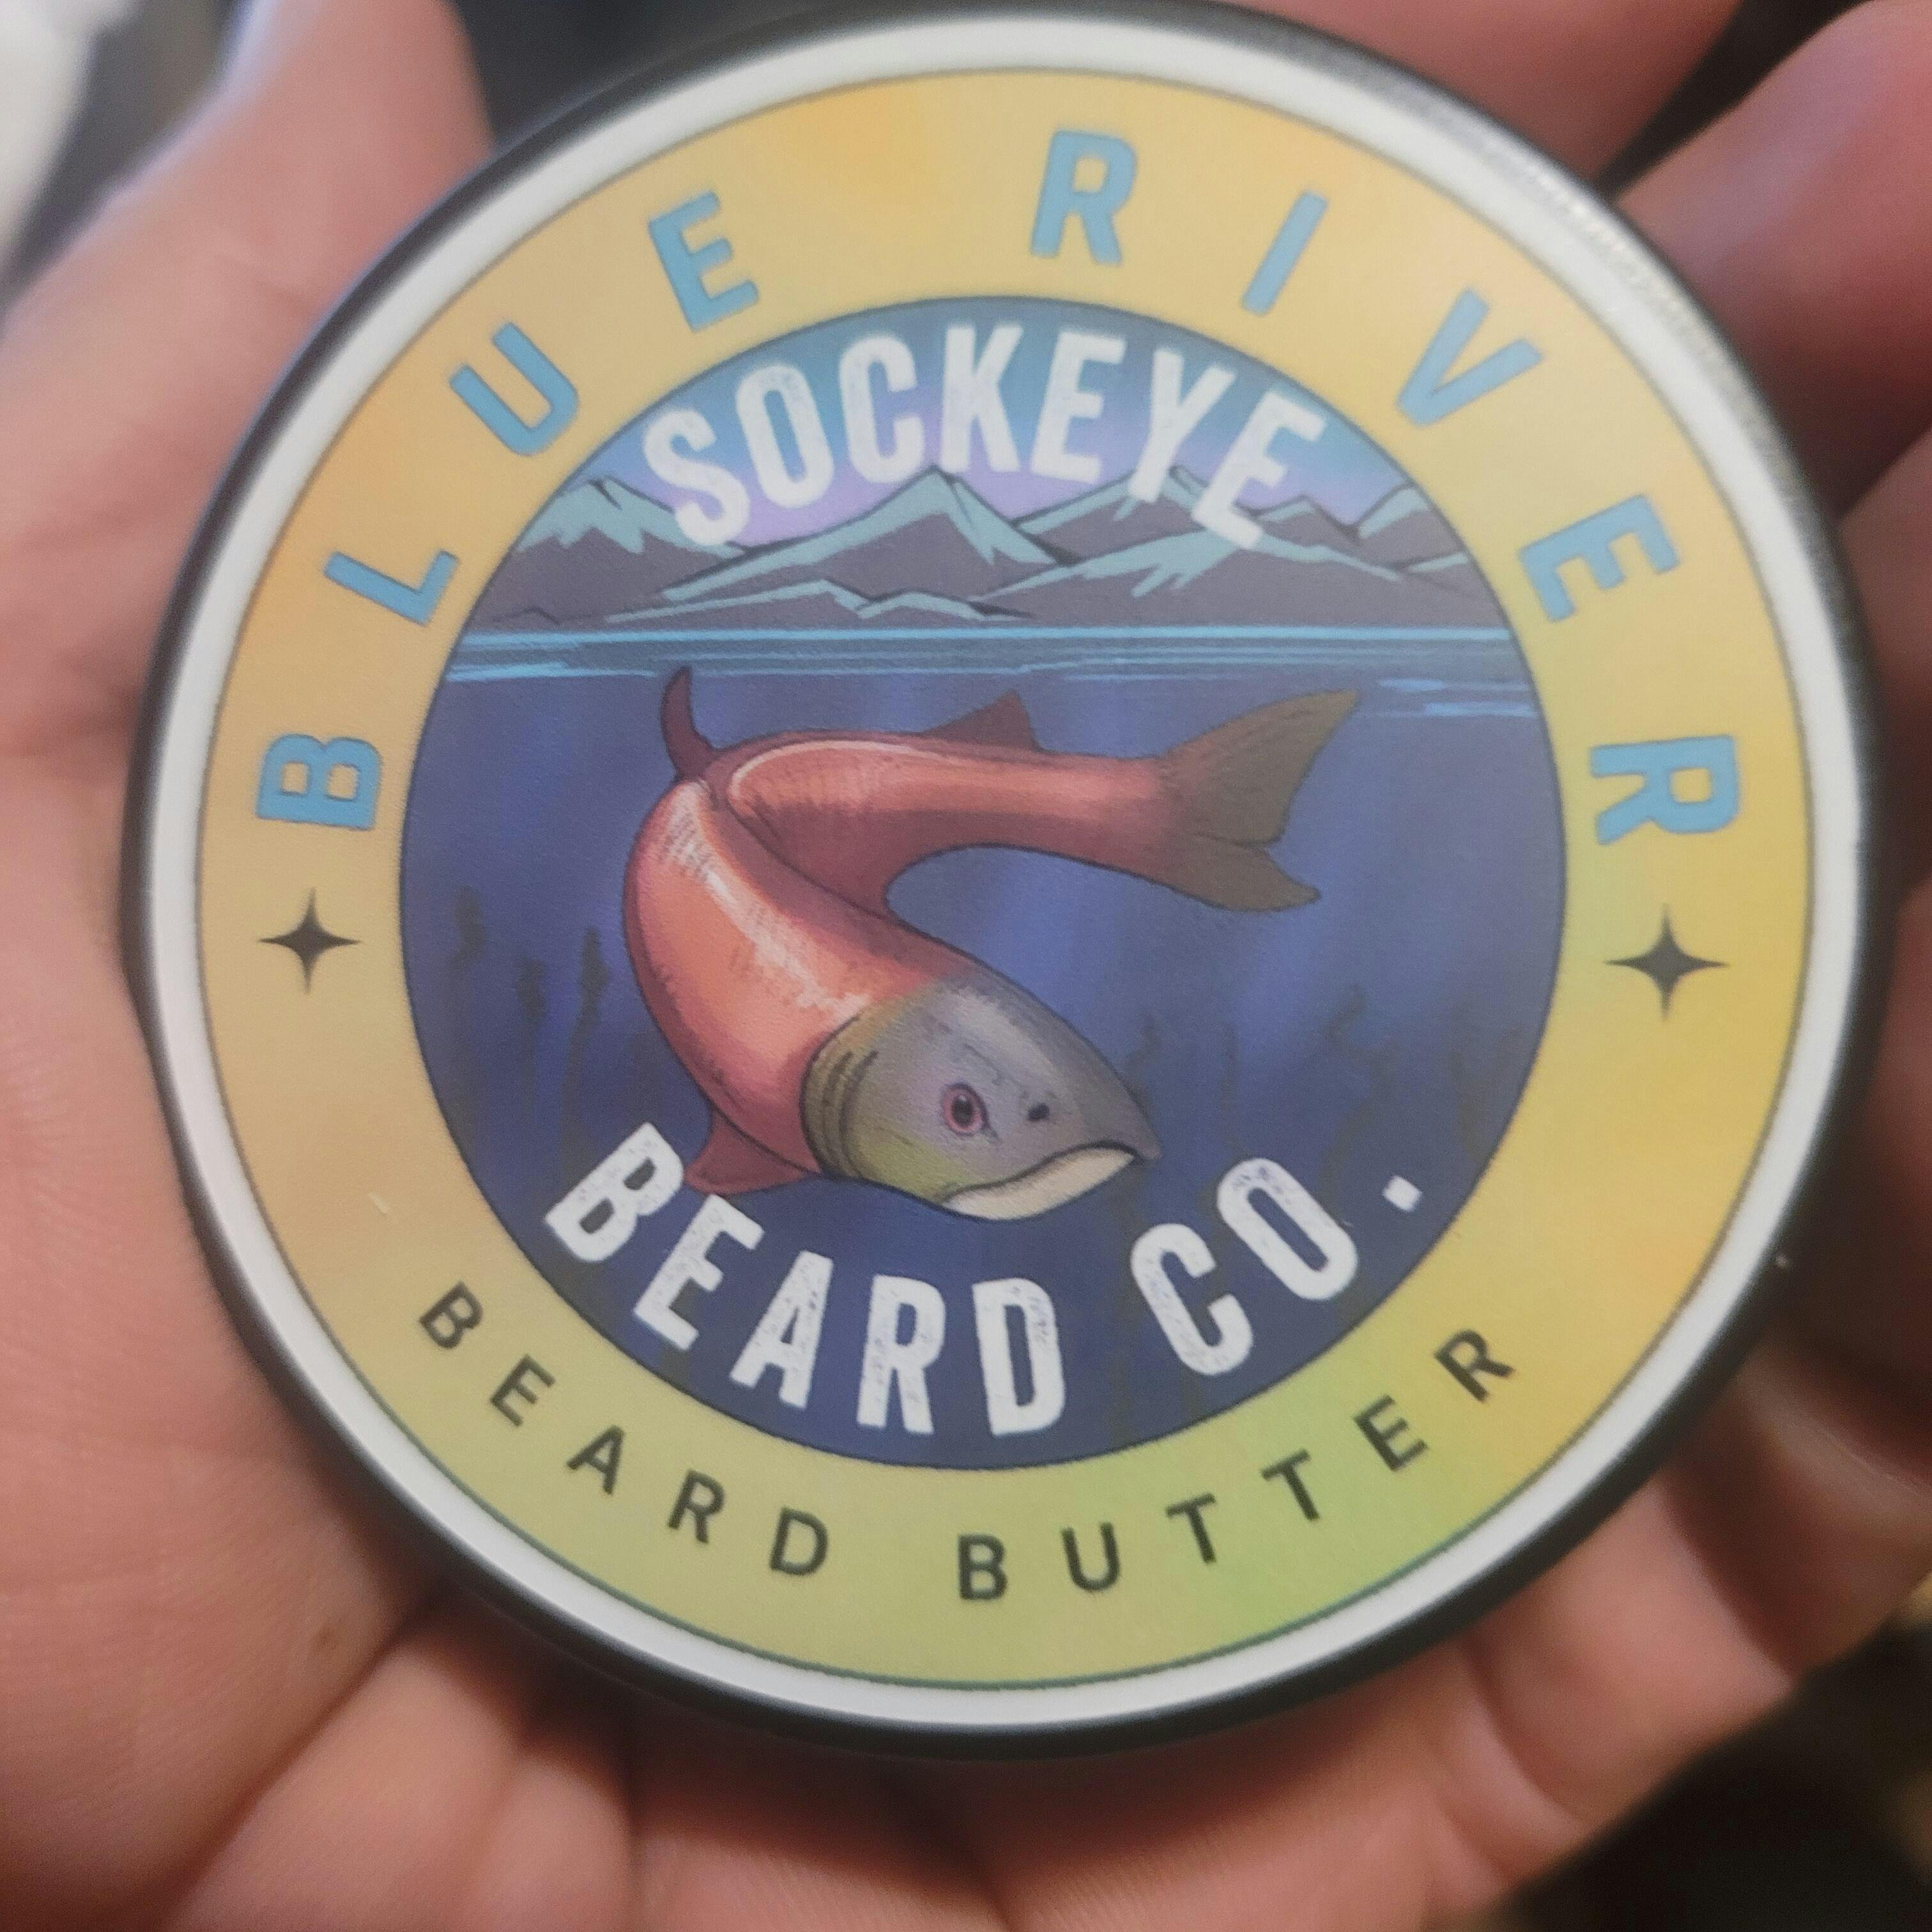 BLUE RIVER
SOCKEYE
BEARD CO.
BEARD BUTTER